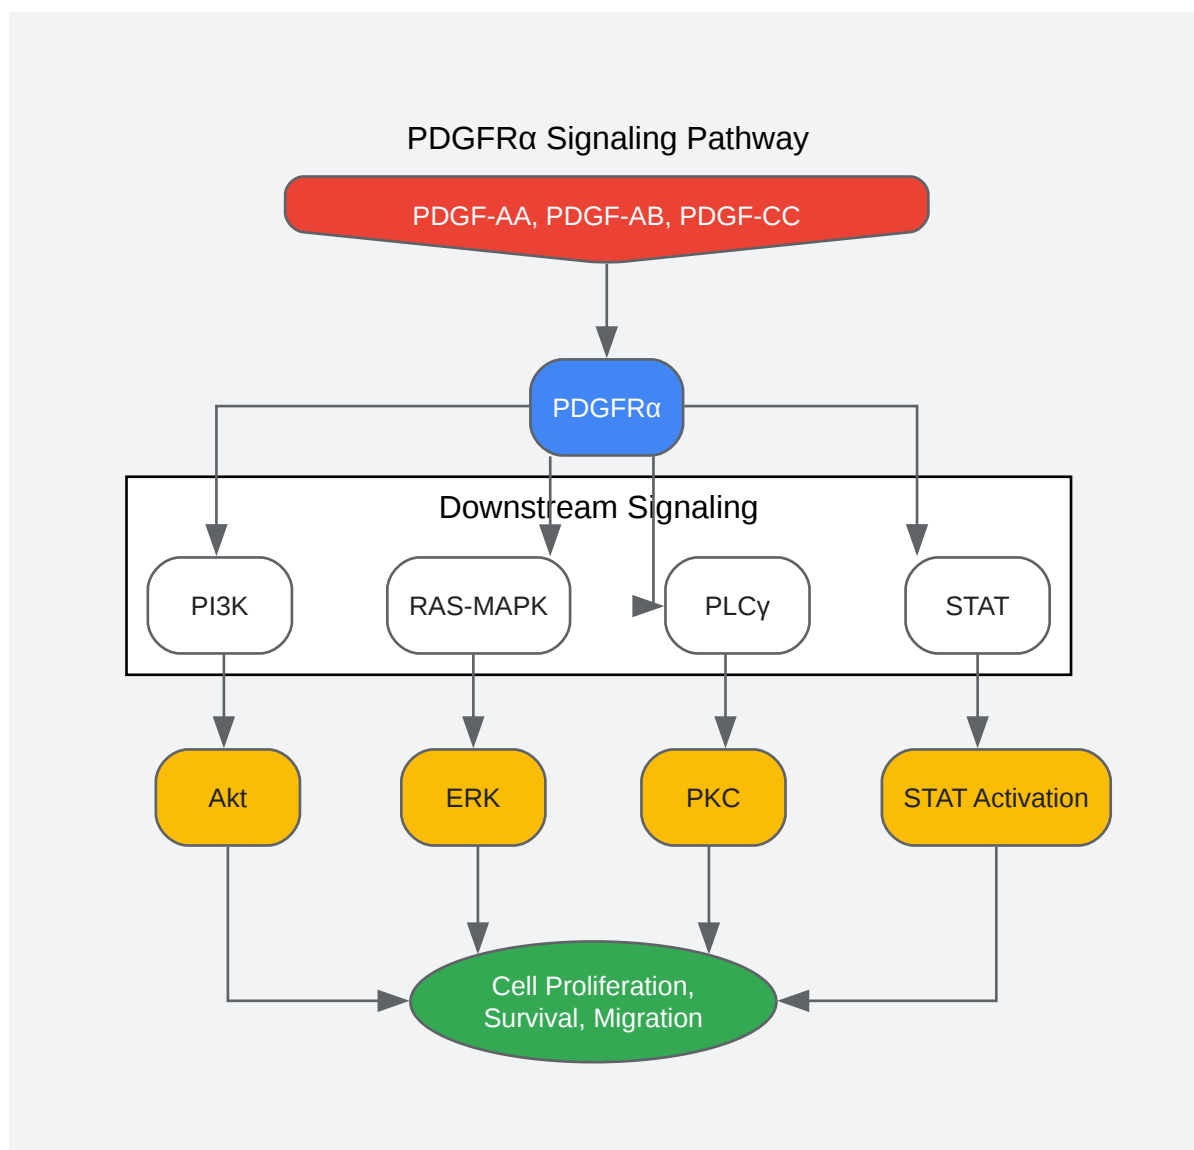 PDGFRα Signaling Pathway
PDGF-AA, PDGF-AB, PDGF-CC
PDGFRα
Downstream Signaling
PI3K
RAS-MAPK
PLCγ
STAT
Akt
ERK
PKC
STAT Activation
Cell Proliferation,
Survival, Migration